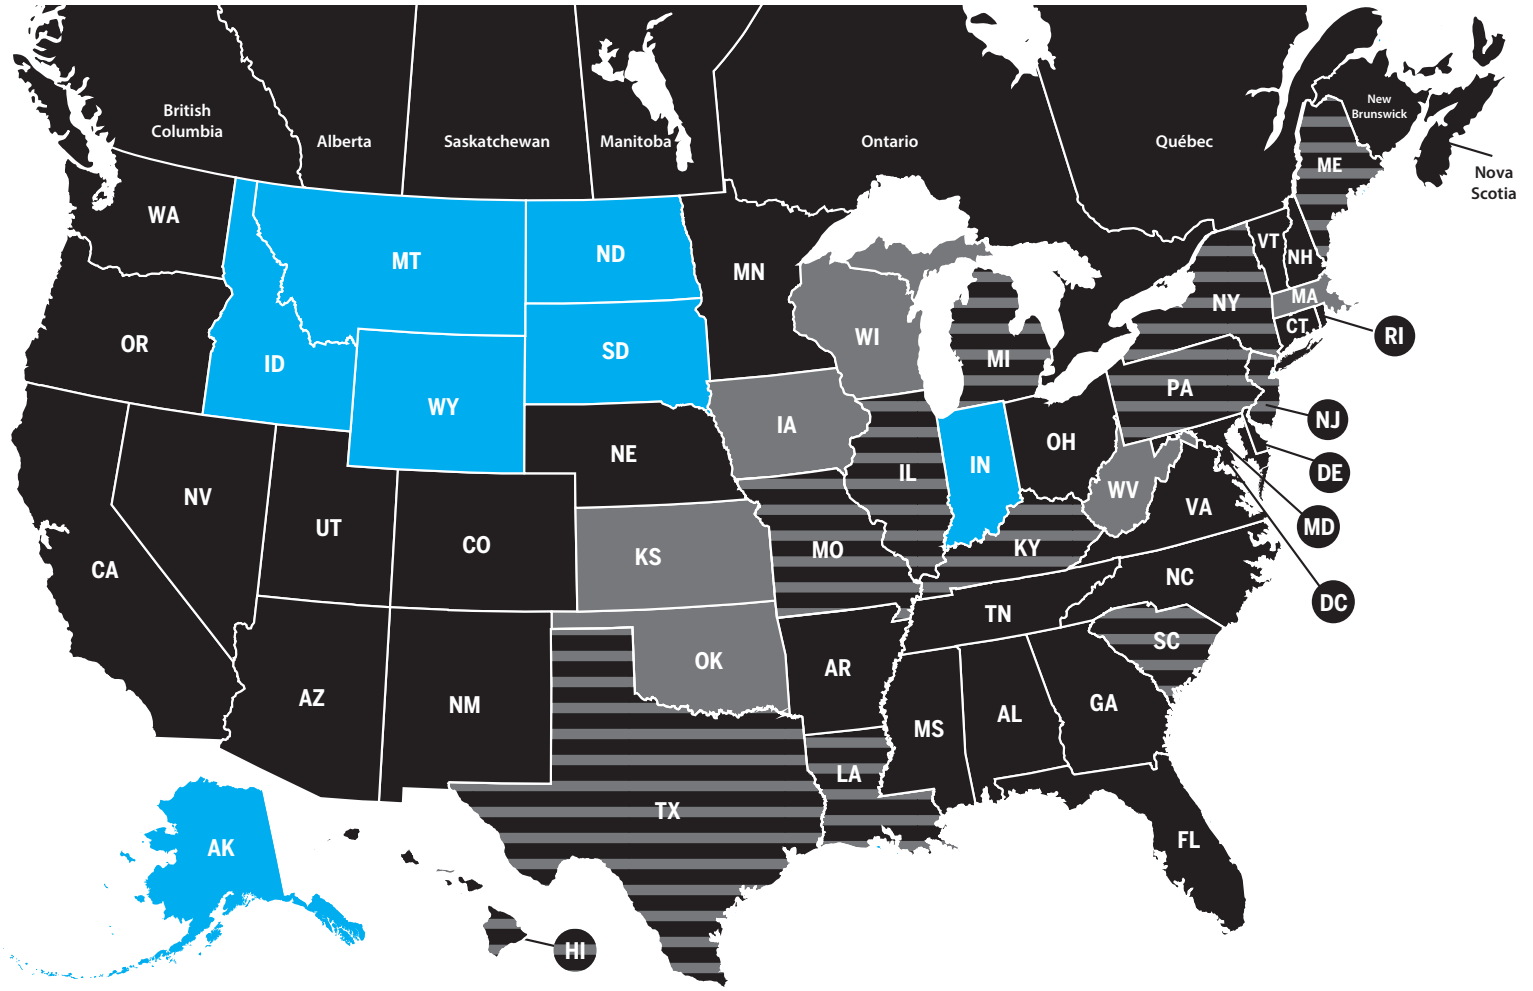 British
Columbia
Alberta
Saskatchewan
Manitoba
Ontario
Québec
New
Brunswick
Nova
Scotia
WA
MT
ND
MN
ME
VT
NH
OR
ID
SD
WI
MI
NY
MA
CT
RI
WY
IA
PA
NJ
NE
IL
IN
OH
DE
NV
UT
CO
KS
MO
KY
WV
VA
MD
CA
DC
AZ
NM
OK
AR
TN
NC
SC
MS
AL
GA
LA
TX
FL
AK
HI